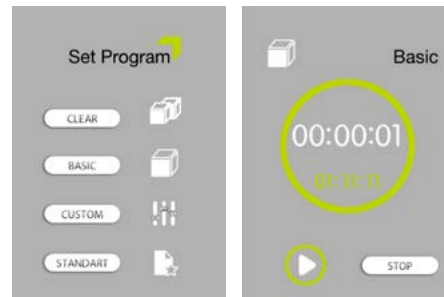 Set Program
CLEAR
BASIC
CUSTOM
STANDART
Basic
00:00:01
01:11:11
STOP